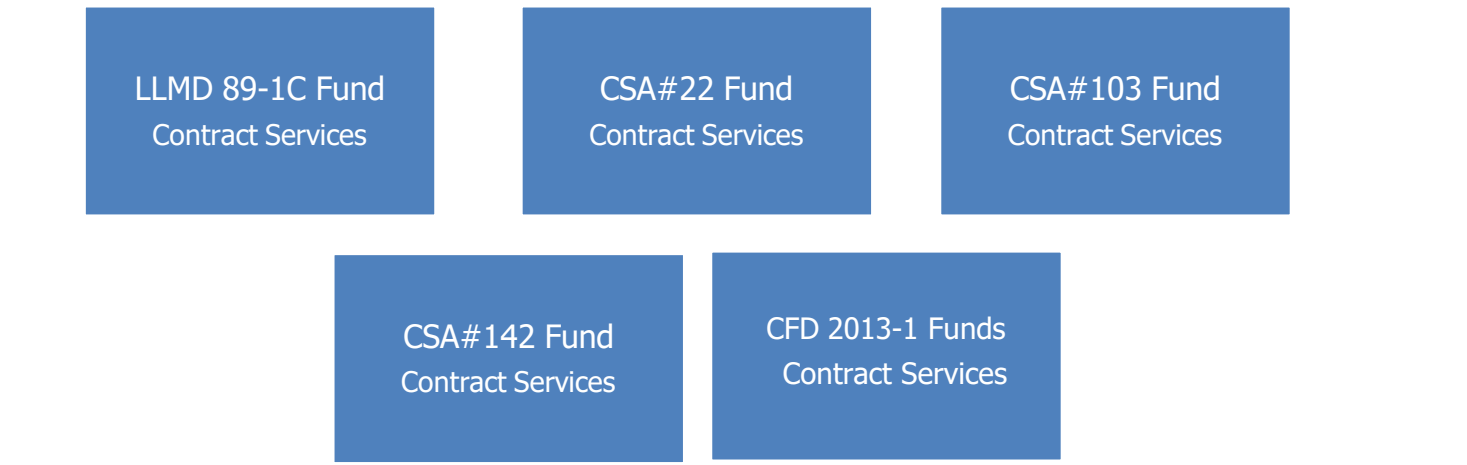 LLMD 89-1C Fund
Contract Services
CSA#22 Fund
Contract Services
CSA#103 Fund
Contract Services
CSA#142 Fund
Contract Services
CFD 2013-1 Funds
Contract Services